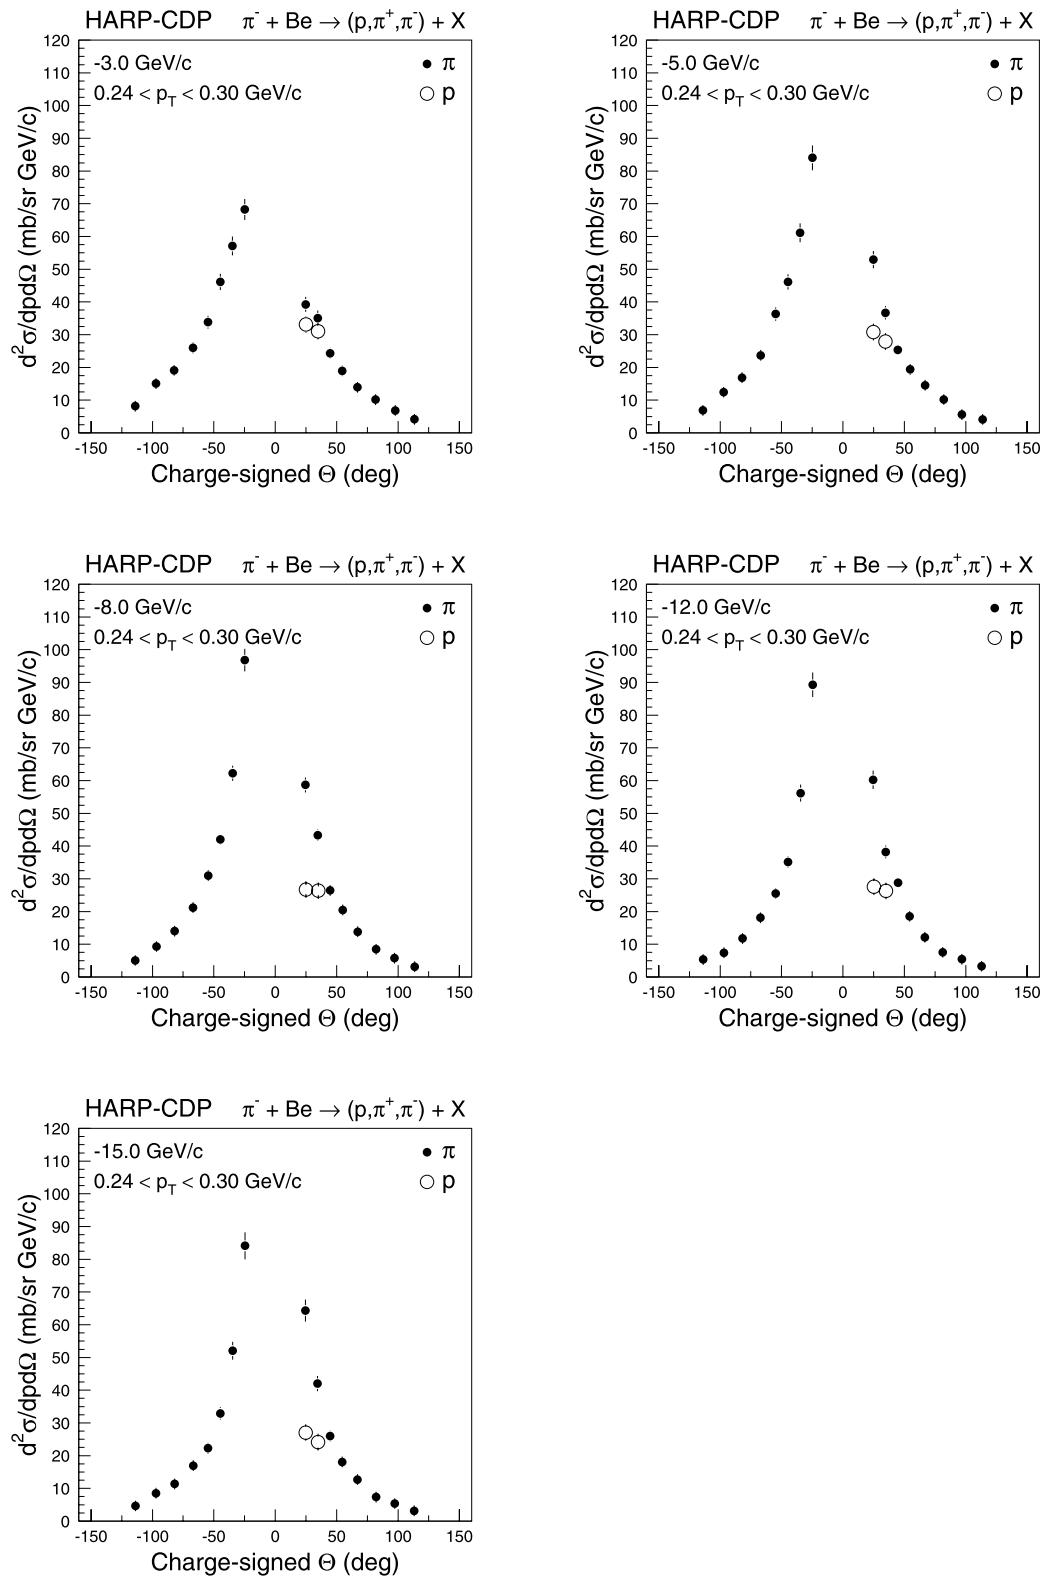 HARP-CDP π⁻ + Be → (p,π⁺,π⁻) + X
-3.0 GeV/c
π
0.24 < p_T < 0.30 GeV/c
p
d²σ/dpdΩ (mb/sr GeV/c)
120
110
100
90
80
70
60
50
40
30
20
10
0
-150 -100 -50 0 50 100 150
Charge-signed Θ (deg)
HARP-CDP π⁻ + Be → (p,π⁺,π⁻) + X
-5.0 GeV/c
π
0.24 < p_T < 0.30 GeV/c
p
d²σ/dpdΩ (mb/sr GeV/c)
120
110
100
90
80
70
60
50
40
30
20
10
0
-150 -100 -50 0 50 100 150
Charge-signed Θ (deg)
HARP-CDP π⁻ + Be → (p,π⁺,π⁻) + X
-8.0 GeV/c
π
0.24 < p_T < 0.30 GeV/c
p
d²σ/dpdΩ (mb/sr GeV/c)
120
110
100
90
80
70
60
50
40
30
20
10
0
-150 -100 -50 0 50 100 150
Charge-signed Θ (deg)
HARP-CDP π⁻ + Be → (p,π⁺,π⁻) + X
-12.0 GeV/c
π
0.24 < p_T < 0.30 GeV/c
p
d²σ/dpdΩ (mb/sr GeV/c)
120
110
100
90
80
70
60
50
40
30
20
10
0
-150 -100 -50 0 50 100 150
Charge-signed Θ (deg)
HARP-CDP π⁻ + Be → (p,π⁺,π⁻) + X
-15.0 GeV/c
π
0.24 < p_T < 0.30 GeV/c
p
d²σ/dpdΩ (mb/sr GeV/c)
120
110
100
90
80
70
60
50
40
30
20
10
0
-150 -100 -50 0 50 100 150
Charge-signed Θ (deg)